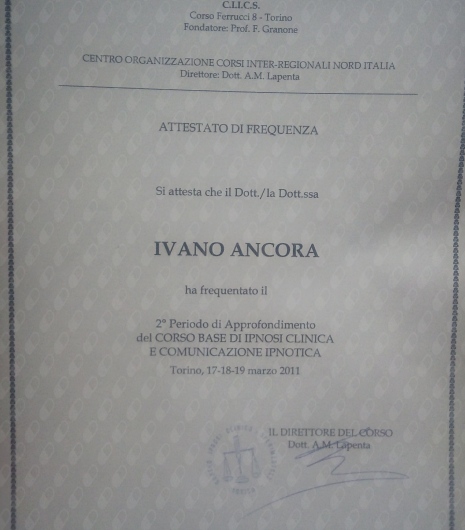 C.I.I.C.S.
Corso Ferrucci 8 - Torino
Fondatore: Prof. F. Granone
CENTRO ORGANIZZAZIONE CORSI INTER-REGIONALI NORD ITALIA
Direttore: Dott. A.M. Lapenta
ATTESTATO DI FREQUENZA
Si attesta che il Dott./la Dott.ssa
IVANO ANCORA
ha frequentato il
2° Periodo di Approfondimento
del CORSO BASE DI IPNOSI CLINICA
E COMUNICAZIONE IPNOTICA
Torino, 17-18-19 marzo 2011
IL DIRETTORE DEL CORSO
Dott. A.M. Lapenta